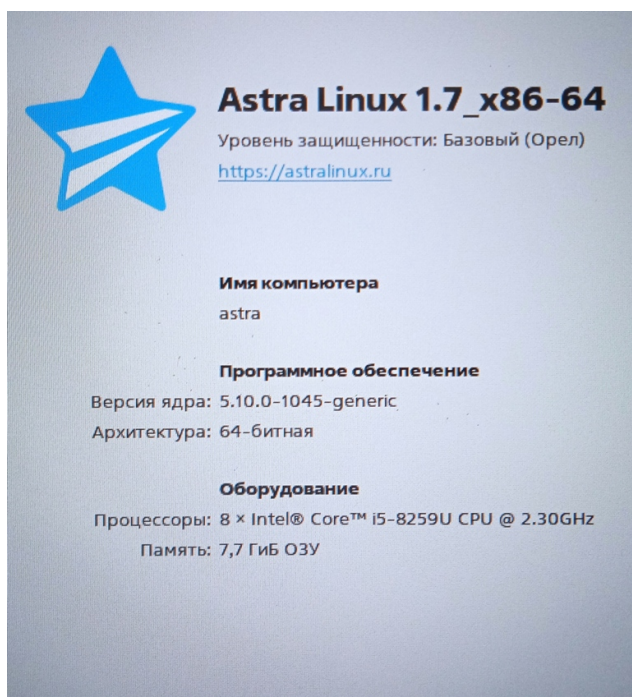 Astra Linux 1.7_x86-64
Уровень защищенности: Базовый (Орел)
https://astralinux.ru
Имя компьютера
astra
Программное обеспечение
Версия ядра: 5.10.0-1045-generic
Архитектура: 64-битная
Оборудование
Процессоры: 8 × Intel® Core™ i5-8259U CPU @ 2.30GHz
Память: 7,7 ГиБ ОЗУ